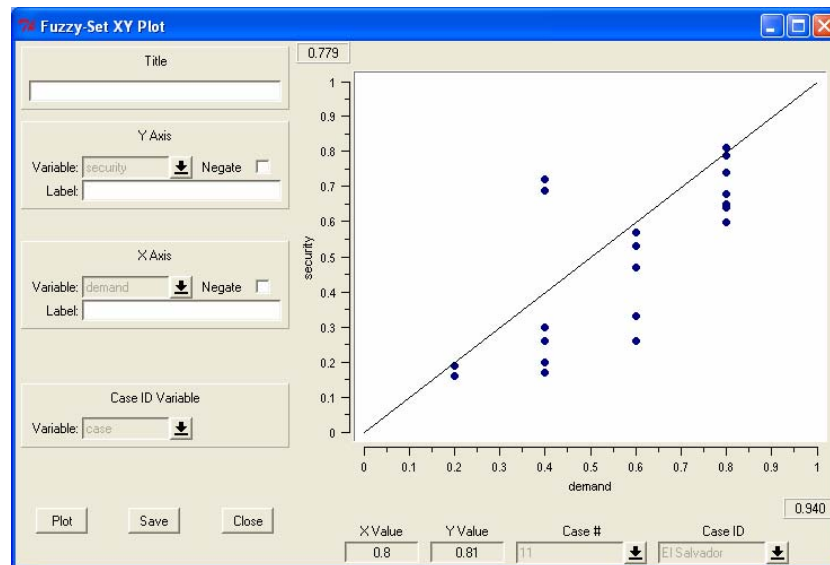 Fuzzy-Set XY Plot
Title
Y Axis
Variable: security Negate
Label:
X Axis
Variable: demand Negate
Label:
Case ID Variable
Variable: case
Plot Save Close
0.779
1
0.9
0.8
0.7
0.6
0.5
0.4
0.3
0.2
0.1
0
security
0 0.1 0.2 0.3 0.4 0.5 0.6 0.7 0.8 0.9 1
demand
0.940
X Value Y Value Case # Case ID
0.8 0.81 11 El Salvador